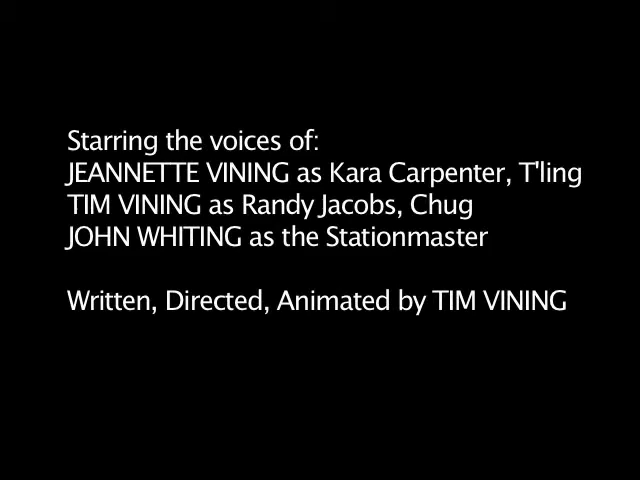 Starring the voices of:
JEANNETTE VINING as Kara Carpenter, T'ling
TIM VINING as Randy Jacobs, Chug
JOHN WHITING as the Stationmaster
Written, Directed, Animated by TIM VINING